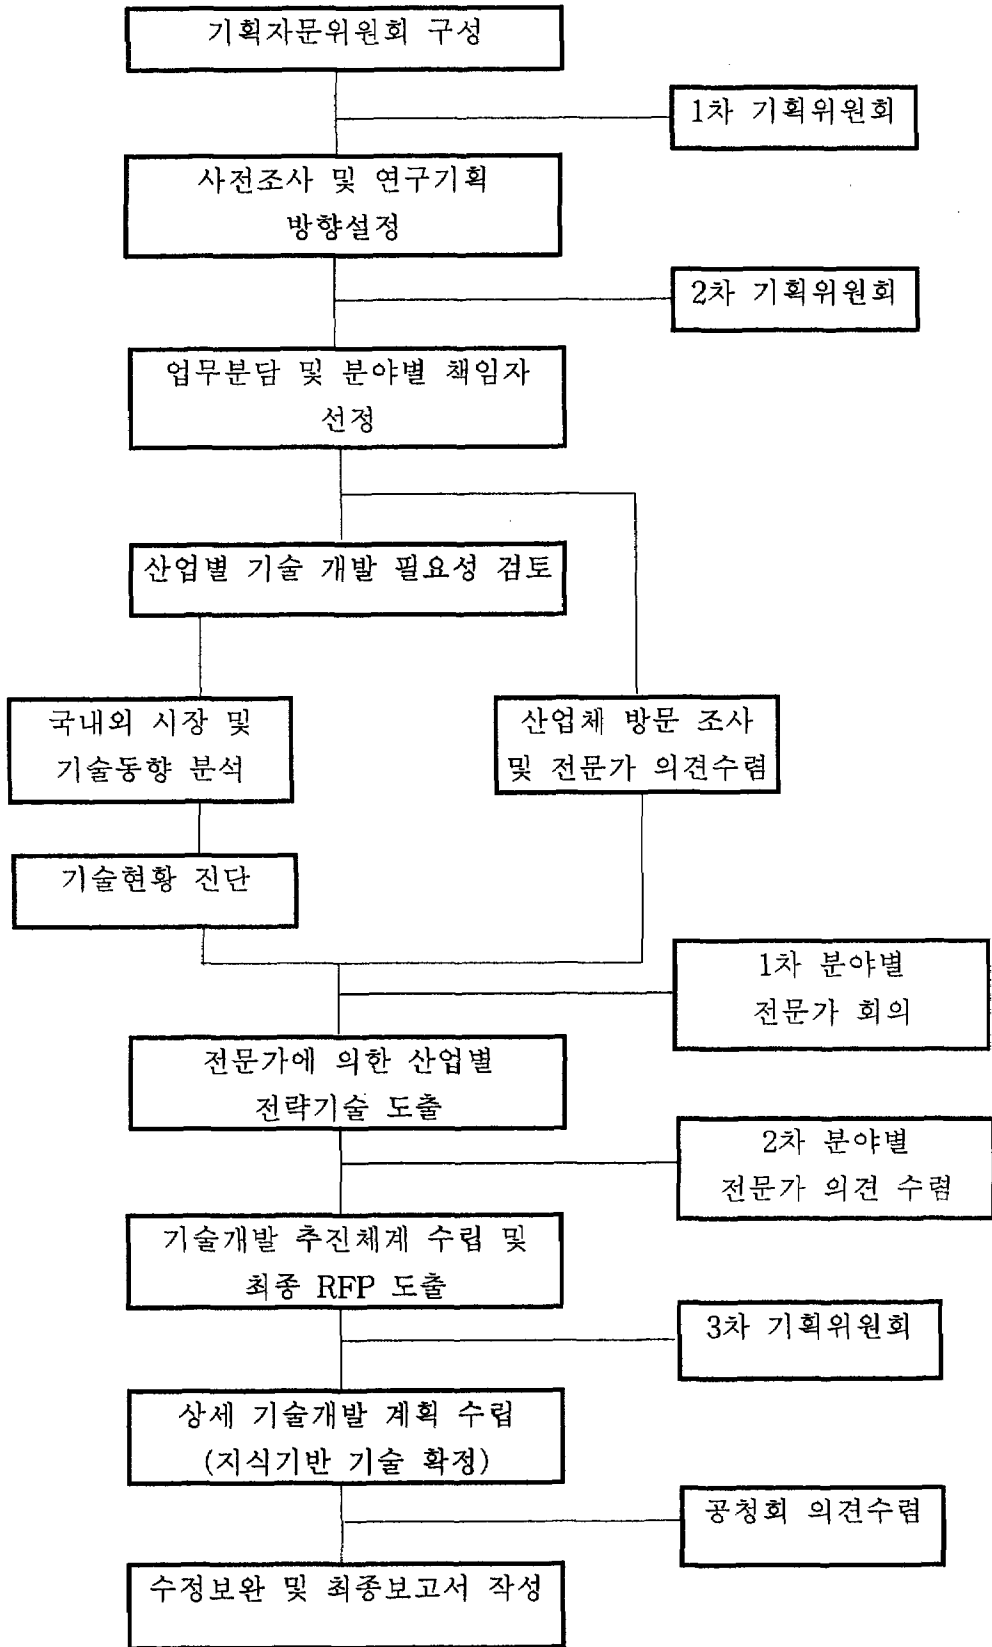 기획자문위원회 구성
1차 기획위원회
사전조사 및 연구기획
방향설정
2차 기획위원회
업무분담 및 분야별 책임자
선정
산업별 기술 개발 필요성 검토
국내외 시장 및
기술동향 분석
산업체 방문 조사
및 전문가 의견수렴
기술현황 진단
1차 분야별
전문가 회의
전문가에 의한 산업별
전략기술 도출
2차 분야별
전문가 의견 수렴
기술개발 추진체계 수립 및
최종 RFP 도출
3차 기획위원회
상세 기술개발 계획 수립
(지식기반 기술 확정)
공청회 의견수렴
수정보완 및 최종보고서 작성